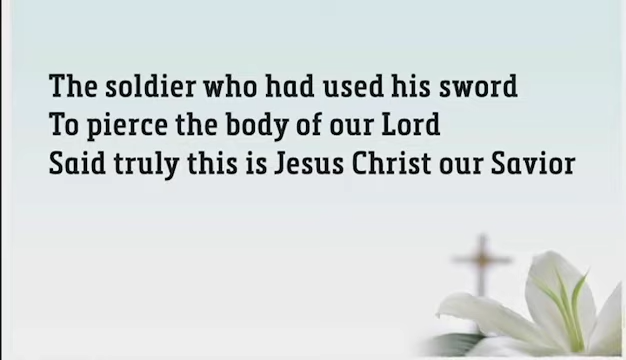 The soldier who had used his sword
To pierce the body of our Lord
Said truly this is Jesus Christ our Savior